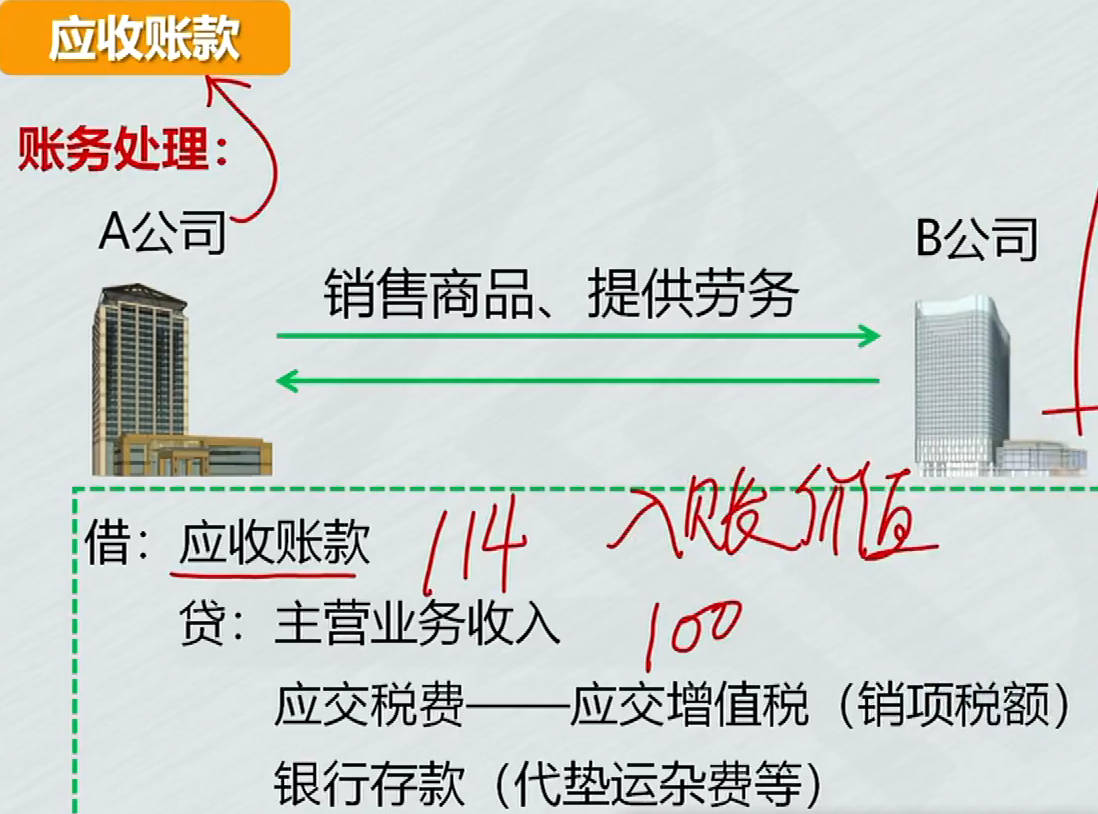 应收账款
账务处理：
A公司
B公司
销售商品、提供劳务
入账价值
借：应收账款 114
贷：主营业务收入 100
应交税费——应交增值税（销项税额）
银行存款（代垫运杂费等）